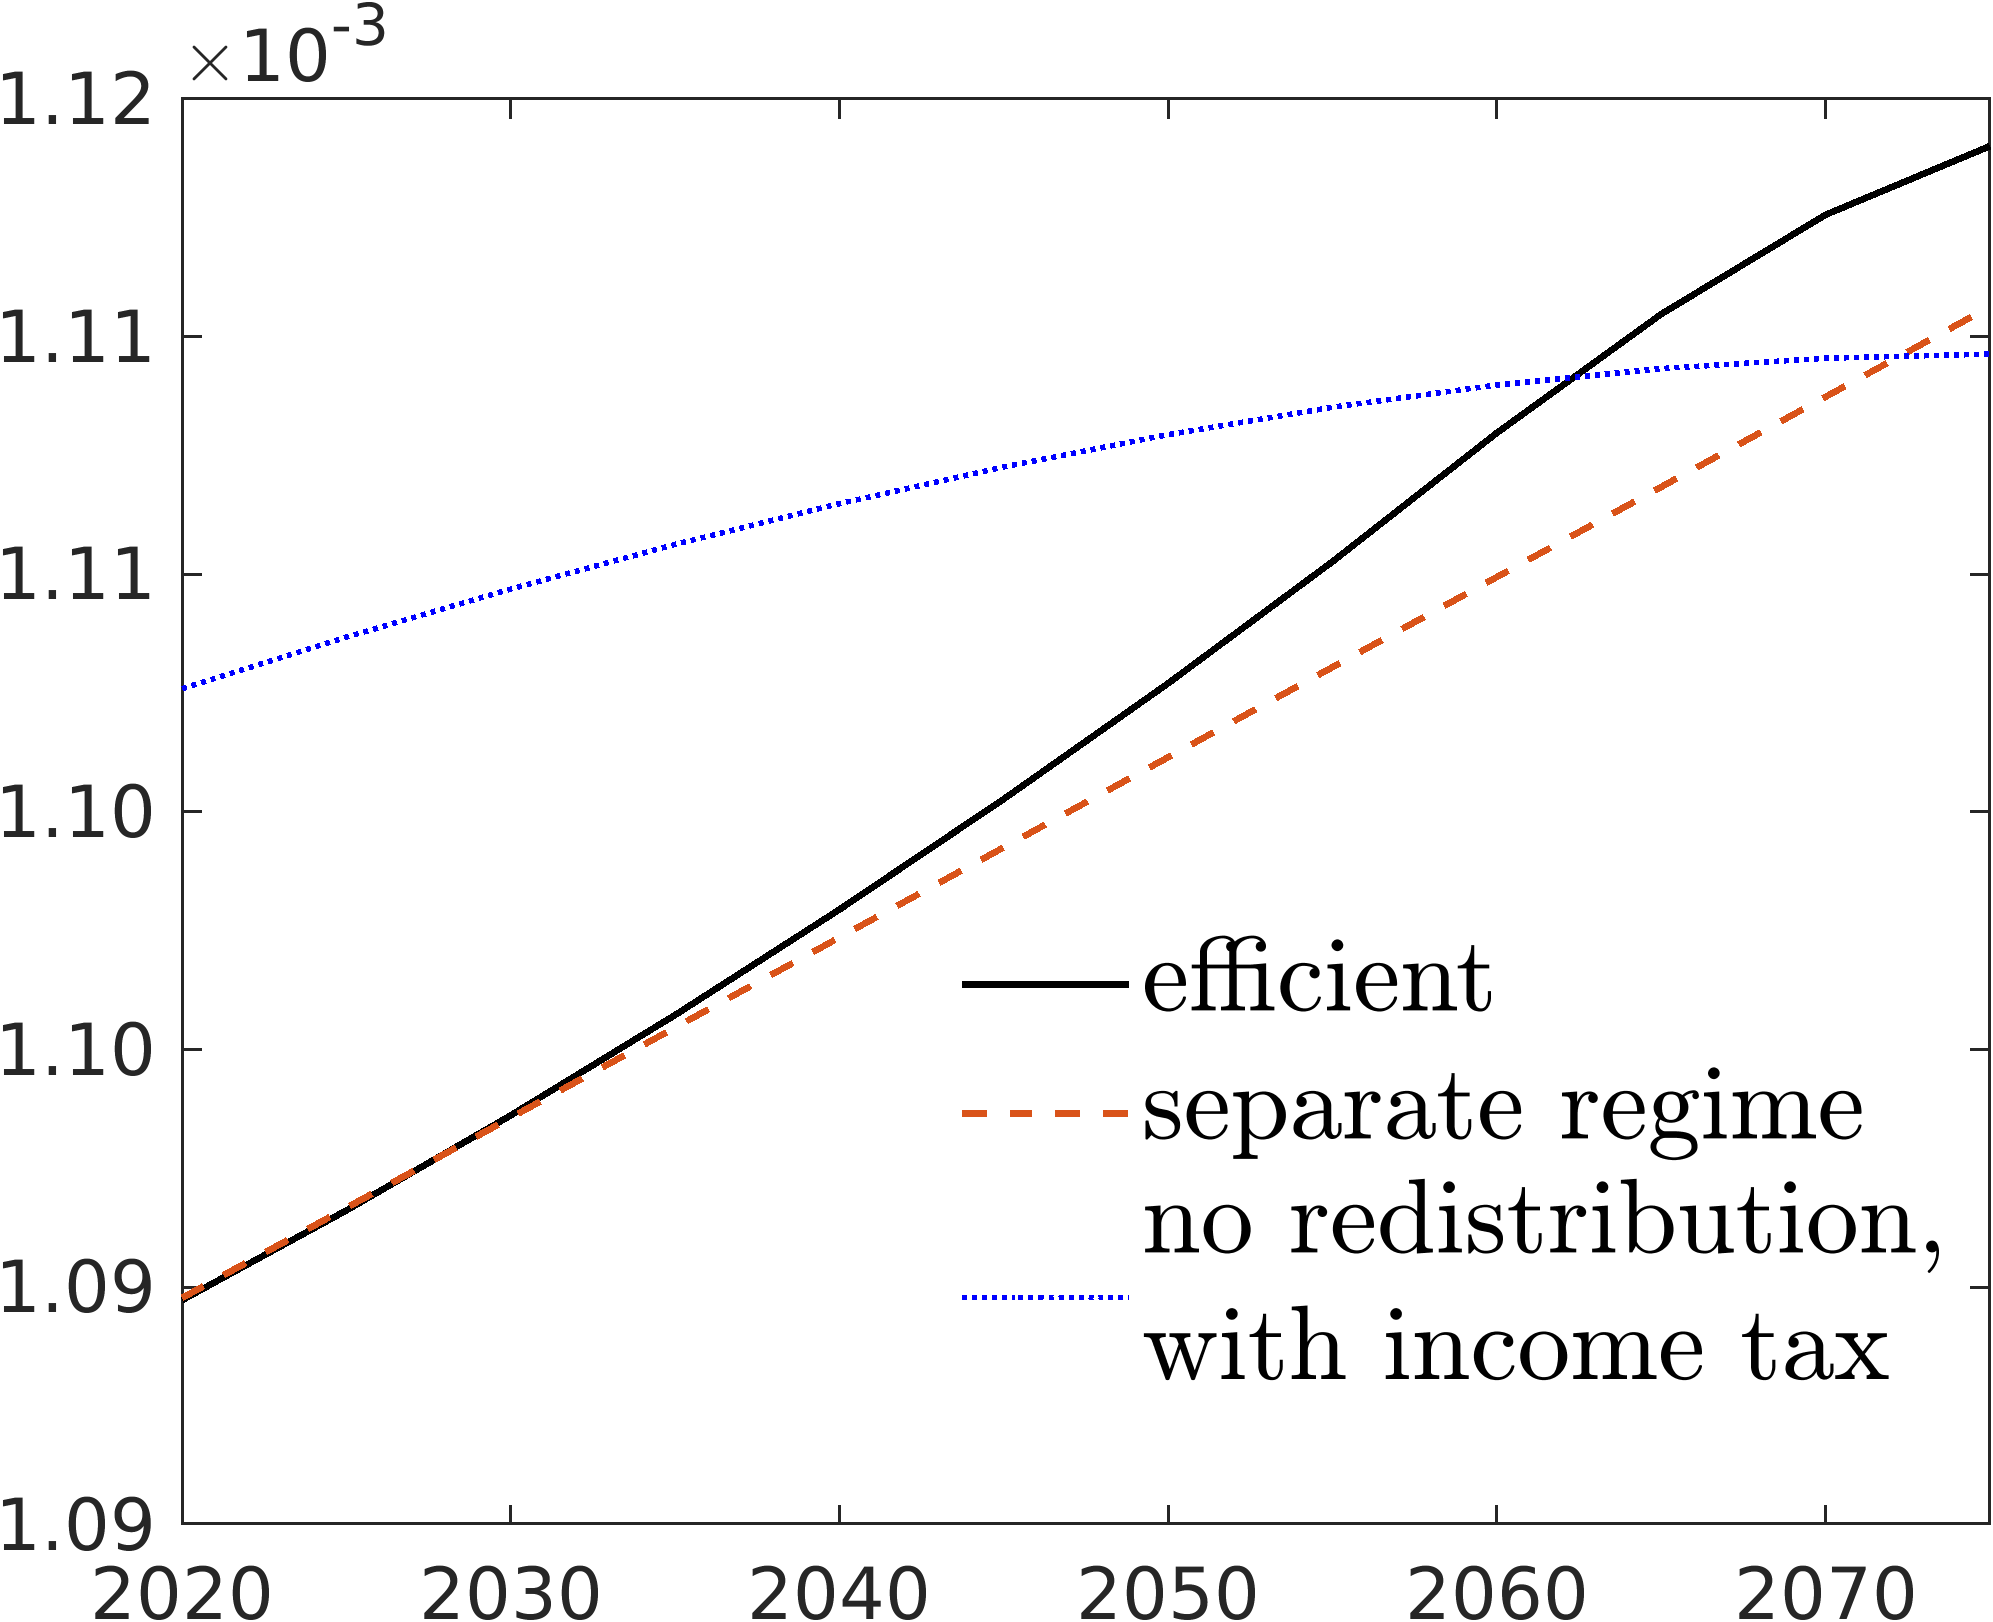 ×10-3
1.12
1.11
1.11
1.10
1.10
1.09
1.09
efficient
separate regime
no redistribution,
with income tax
2020 2030 2040 2050 2060 2070